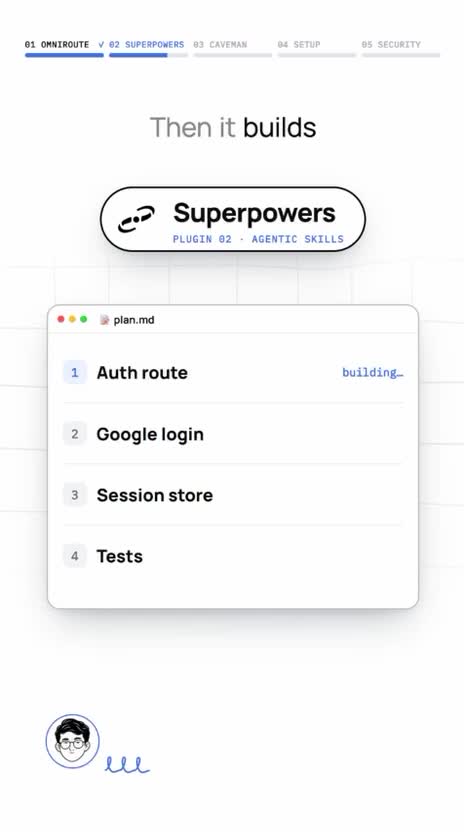 01 OMNIROUTE ✓ 02 SUPERPOWERS 03 CAVEMAN 04 SETUP 05 SECURITY
Then it builds
Superpowers
PLUGIN 02 · AGENTIC SKILLS
plan.md
1 Auth route building…
2 Google login
3 Session store
4 Tests